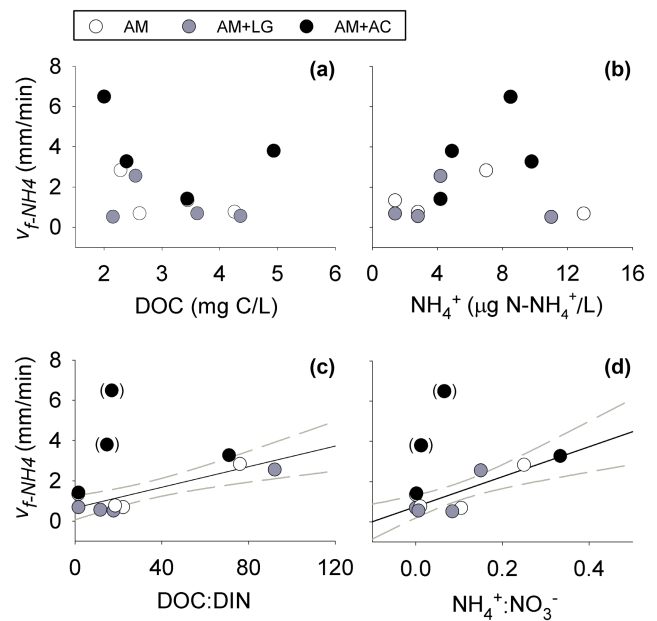 AM AM+LG AM+AC
(a) (b)
8
6
4
2
0
v_f-NH4 (mm/min)
2 3 4 5 6
DOC (mg C/L)
0 4 8 12 16
NH₄⁺ (µg N-NH₄⁺/L)
(c) (d)
8
6
4
2
0
v_f-NH4 (mm/min)
( )
( )
( )
( )
0 40 80 120
DOC:DIN
0.0 0.2 0.4
NH₄⁺:NO₃⁻